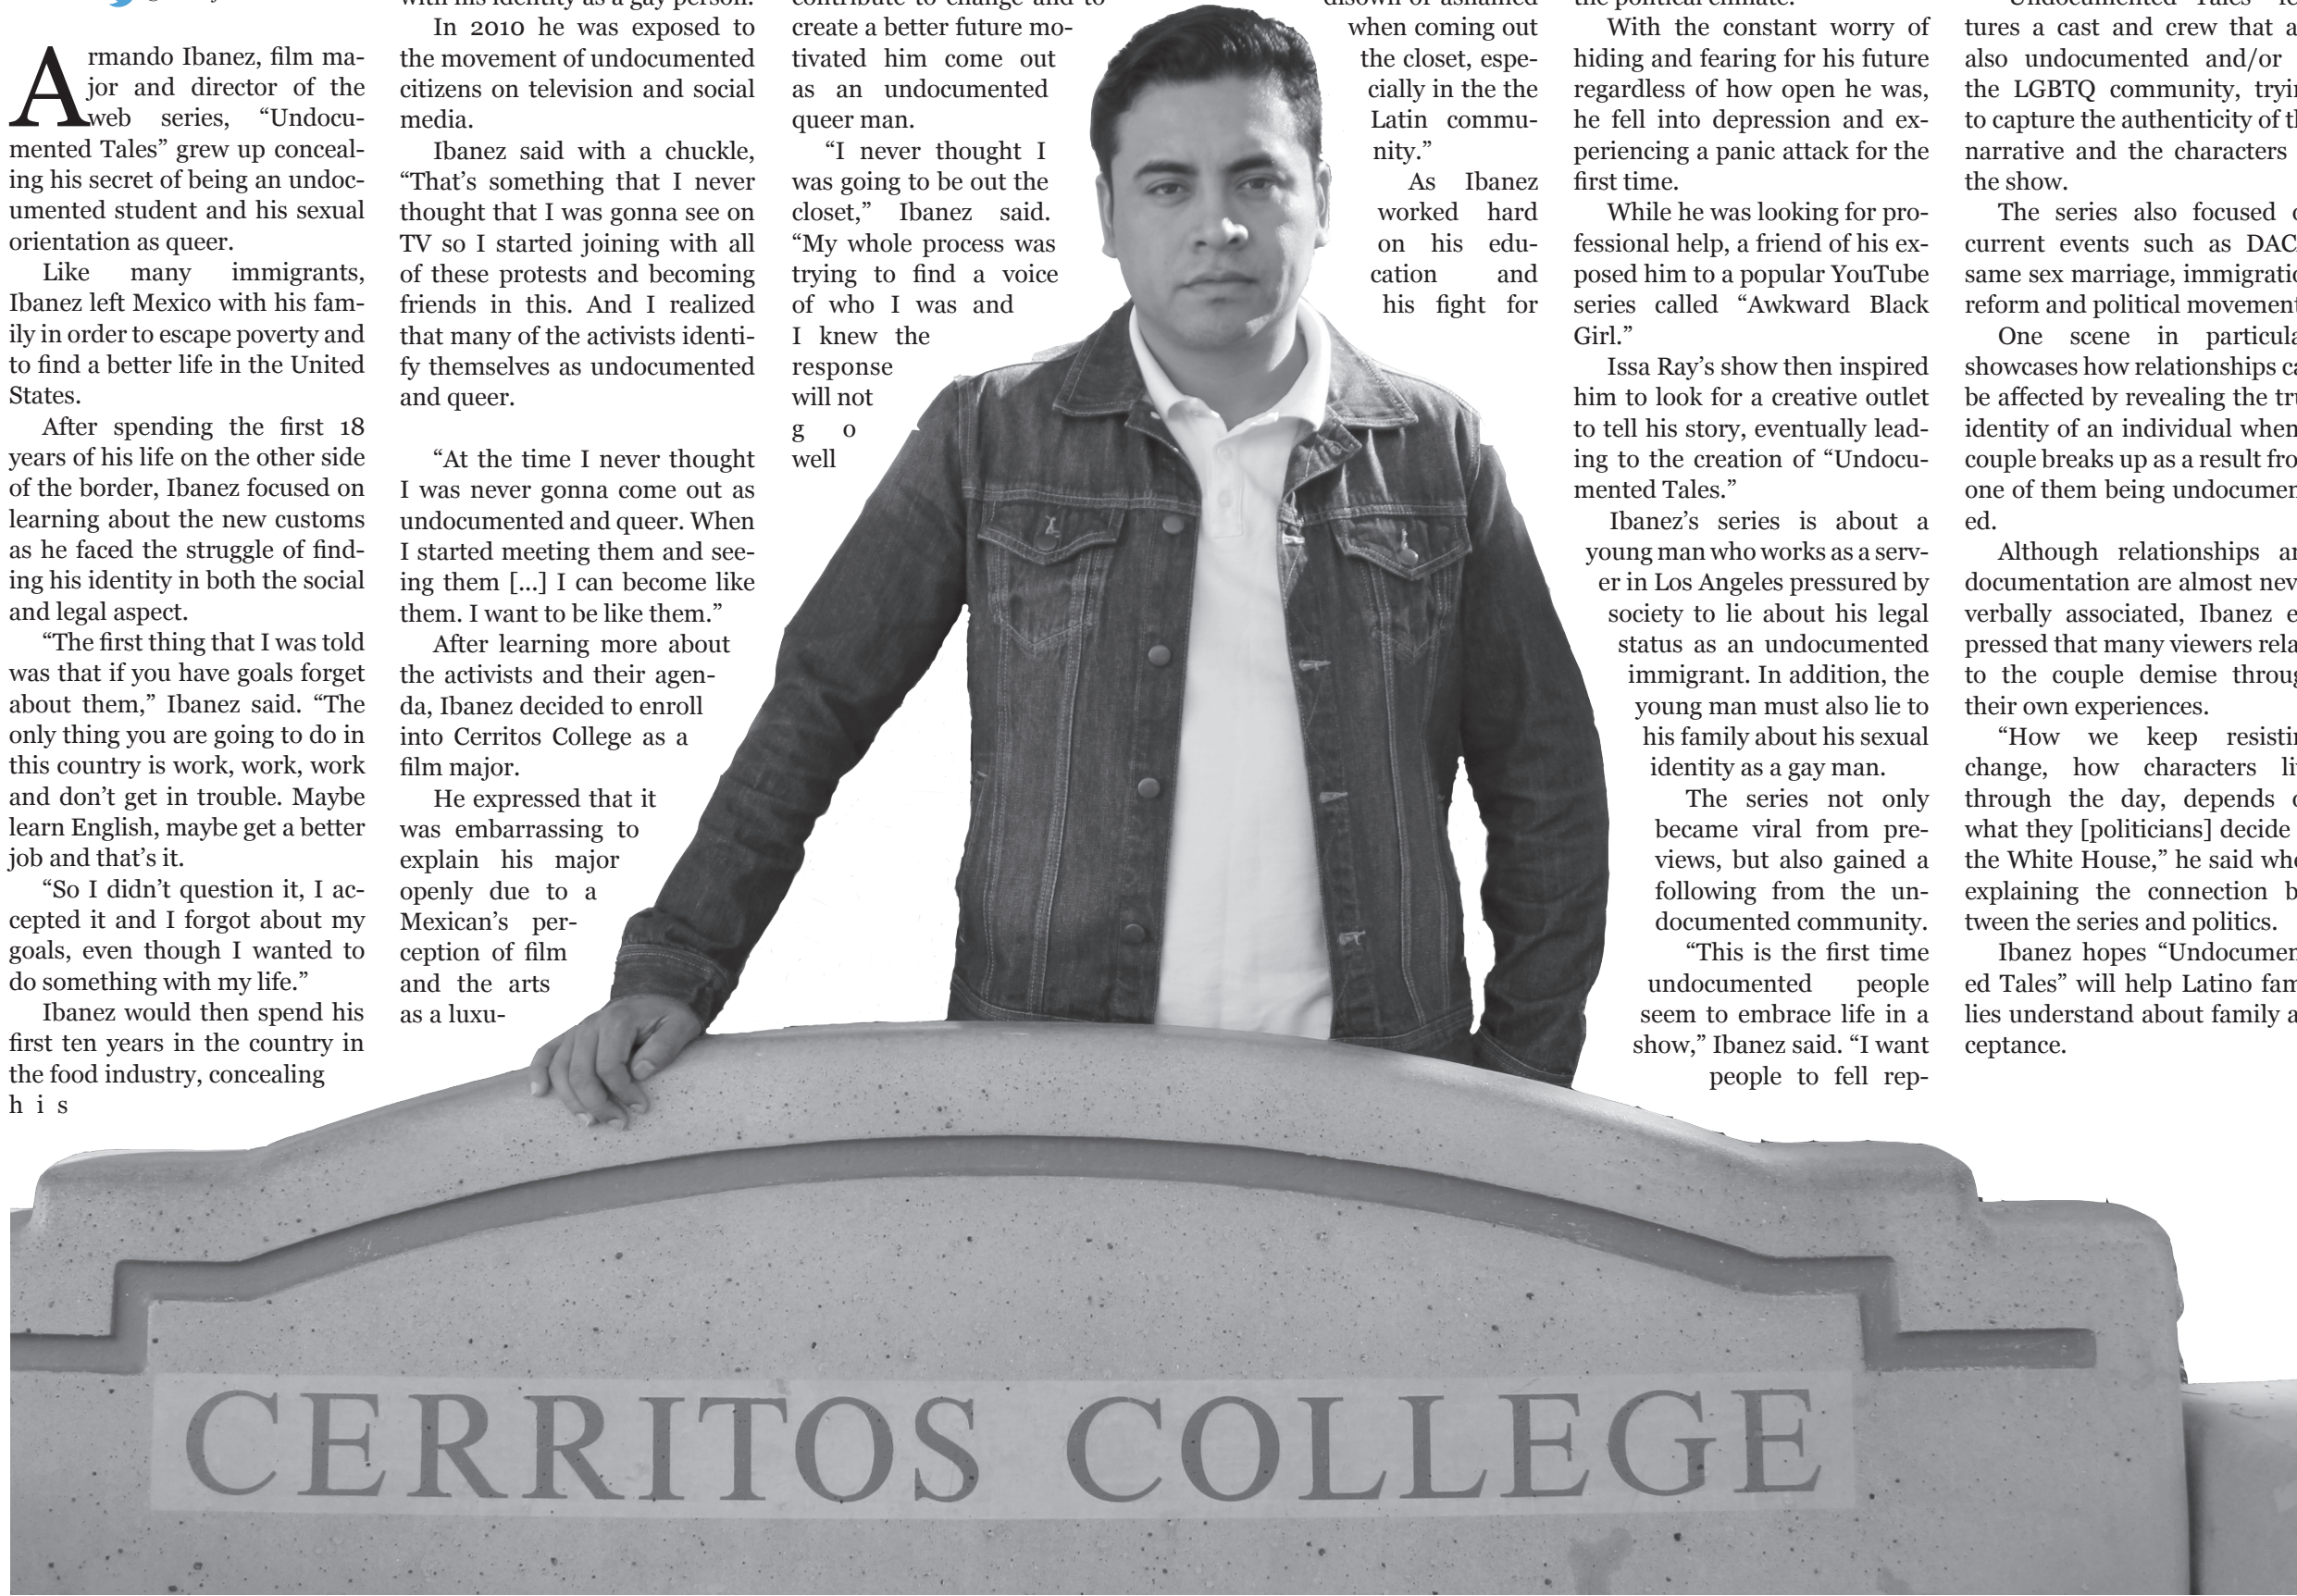 with his identity as a gay person.
contribute to change and to
disown or ashamed
the political climate.
Armando Ibanez, film ma-
jor and director of the
web series, “Undocu-
mented Tales” grew up conceal-
ing his secret of being an undoc-
umented student and his sexual
orientation as queer.
Like many immigrants,
Ibanez left Mexico with his fam-
ily in order to escape poverty and
to find a better life in the United
States.
After spending the first 18
years of his life on the other side
of the border, Ibanez focused on
learning about the new customs
as he faced the struggle of find-
ing his identity in both the social
and legal aspect.
“The first thing that I was told
was that if you have goals forget
about them,” Ibanez said. “The
only thing you are going to do in
this country is work, work, work
and don’t get in trouble. Maybe
learn English, maybe get a better
job and that’s it.
“So I didn’t question it, I ac-
cepted it and I forgot about my
goals, even though I wanted to
do something with my life.”
Ibanez would then spend his
first ten years in the country in
the food industry, concealing
his
In 2010 he was exposed to
the movement of undocumented
citizens on television and social
media.
Ibanez said with a chuckle,
“That’s something that I never
thought that I was gonna see on
TV so I started joining with all
of these protests and becoming
friends in this. And I realized
that many of the activists identi-
fy themselves as undocumented
and queer.
“At the time I never thought
I was never gonna come out as
undocumented and queer. When
I started meeting them and see-
ing them [...] I can become like
them. I want to be like them.”
After learning more about
the activists and their agen-
da, Ibanez decided to enroll
into Cerritos College as a
film major.
He expressed that it
was embarrassing to
explain his major
openly due to a
Mexican’s per-
ception of film
and the arts
as a luxu-
create a better future mo-
tivated him come out
as an undocumented
queer man.
“I never thought I
was going to be out the
closet,” Ibanez said.
“My whole process was
trying to find a voice
of who I was and
I knew the
response
will not
go
well
when coming out
the closet, espe-
cially in the the
Latin commu-
nity.”
As Ibanez
worked hard
on his edu-
cation and
his fight for
With the constant worry of
hiding and fearing for his future
regardless of how open he was,
he fell into depression and ex-
periencing a panic attack for the
first time.
While he was looking for pro-
fessional help, a friend of his ex-
posed him to a popular YouTube
series called “Awkward Black
Girl.”
Issa Ray’s show then inspired
him to look for a creative outlet
to tell his story, eventually lead-
ing to the creation of “Undocu-
mented Tales.”
Ibanez’s series is about a
young man who works as a serv-
er in Los Angeles pressured by
society to lie about his legal
status as an undocumented
immigrant. In addition, the
young man must also lie to
his family about his sexual
identity as a gay man.
The series not only
became viral from pre-
views, but also gained a
following from the un-
documented community.
“This is the first time
undocumented people
seem to embrace life in a
show,” Ibanez said. “I want
people to fell rep-
tures a cast and crew that
also undocumented and/or
the LGBTQ community,
to capture the authenticity of
narrative and the characters
the show.
The series also focused
current events such as
same sex marriage,
reform and political
One scene in
showcases how relationships
be affected by revealing the
identity of an individual when
couple breaks up as a result
one of them being
ed.
Although relationships
documentation are almost
verbally associated, Ibanez
pressed that many viewers
to the couple demise
their own experiences.
“How we keep
change, how characters
through the day, depends
what they [politicians] decide
the White House,” he said
explaining the connection
tween the series and politics.
Ibanez hopes
ed Tales” will help Latino
lies understand about family
ceptance.
CERRITOS COLLEGE